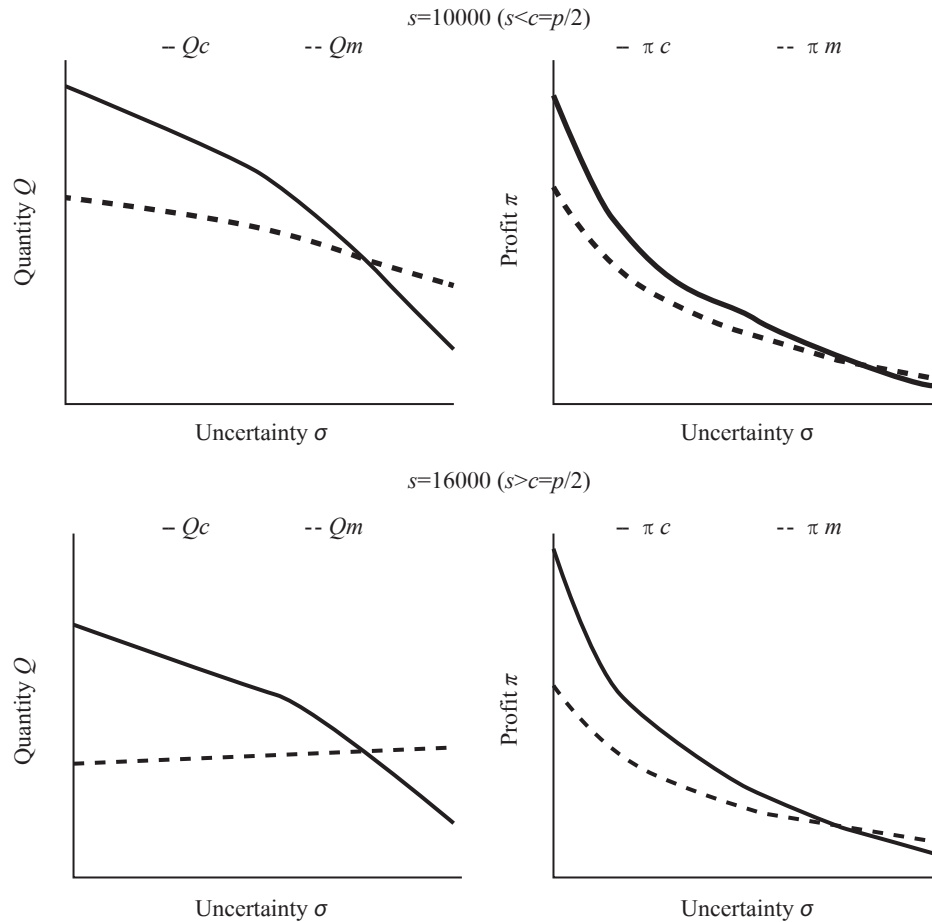 s=10000 (s<c=p/2)
– Qc -- Qm
– π c -- π m
Quantity Q
Profit π
Uncertainty σ
Uncertainty σ
s=16000 (s>c=p/2)
– Qc -- Qm
– π c -- π m
Quantity Q
Profit π
Uncertainty σ
Uncertainty σ